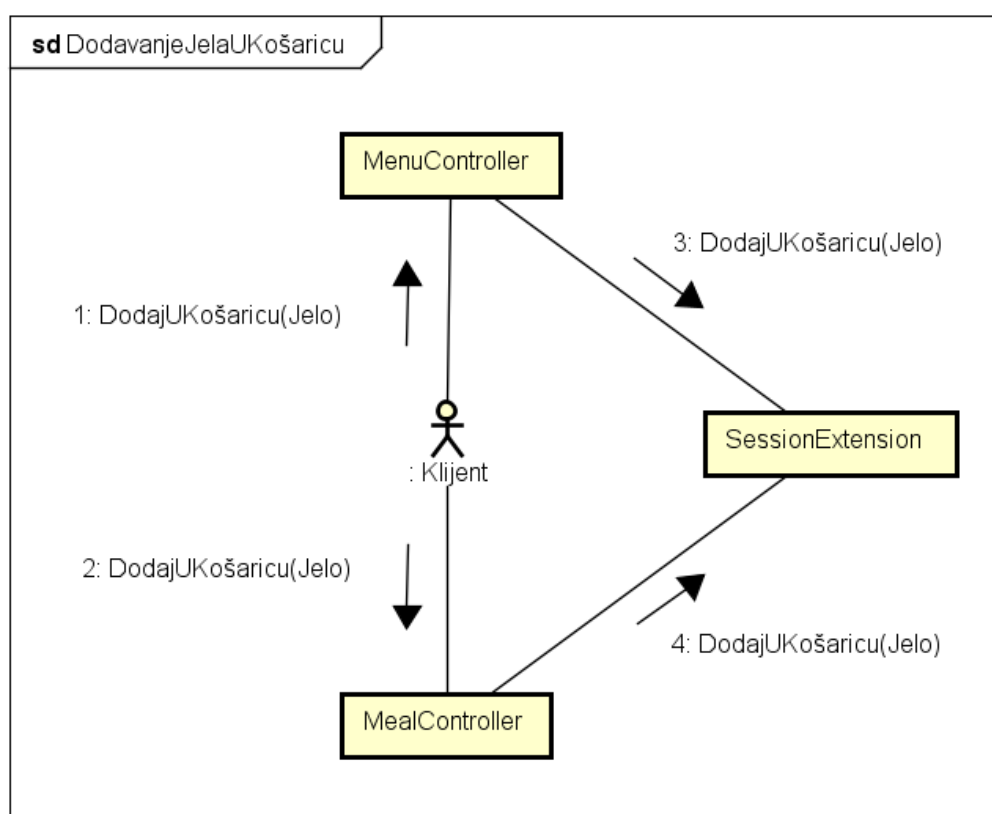 sd DodavanjeJelaUKošaricu
MenuController
3: DodajUKošaricu(Jelo)
1: DodajUKošaricu(Jelo)
: Klijent
SessionExtension
2: DodajUKošaricu(Jelo)
4: DodajUKošaricu(Jelo)
MealController